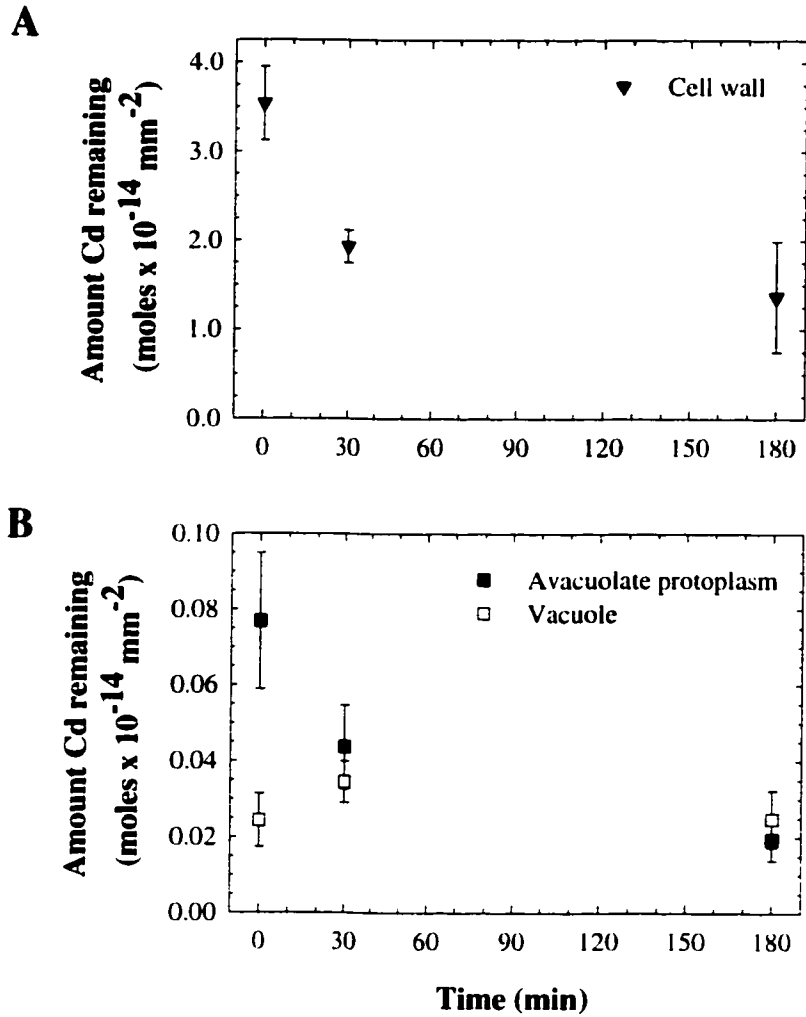 A
Amount Cd remaining
(moles x 10-14 mm-2)
4.0
3.0
2.0
1.0
0.0
Cell wall
0 30 60 90 120 150 180
B
Amount Cd remaining
(moles x 10-14 mm-2)
0.10
0.08
0.06
0.04
0.02
0.00
Avacuolate protoplasm
Vacuole
0 30 60 90 120 150 180
Time (min)